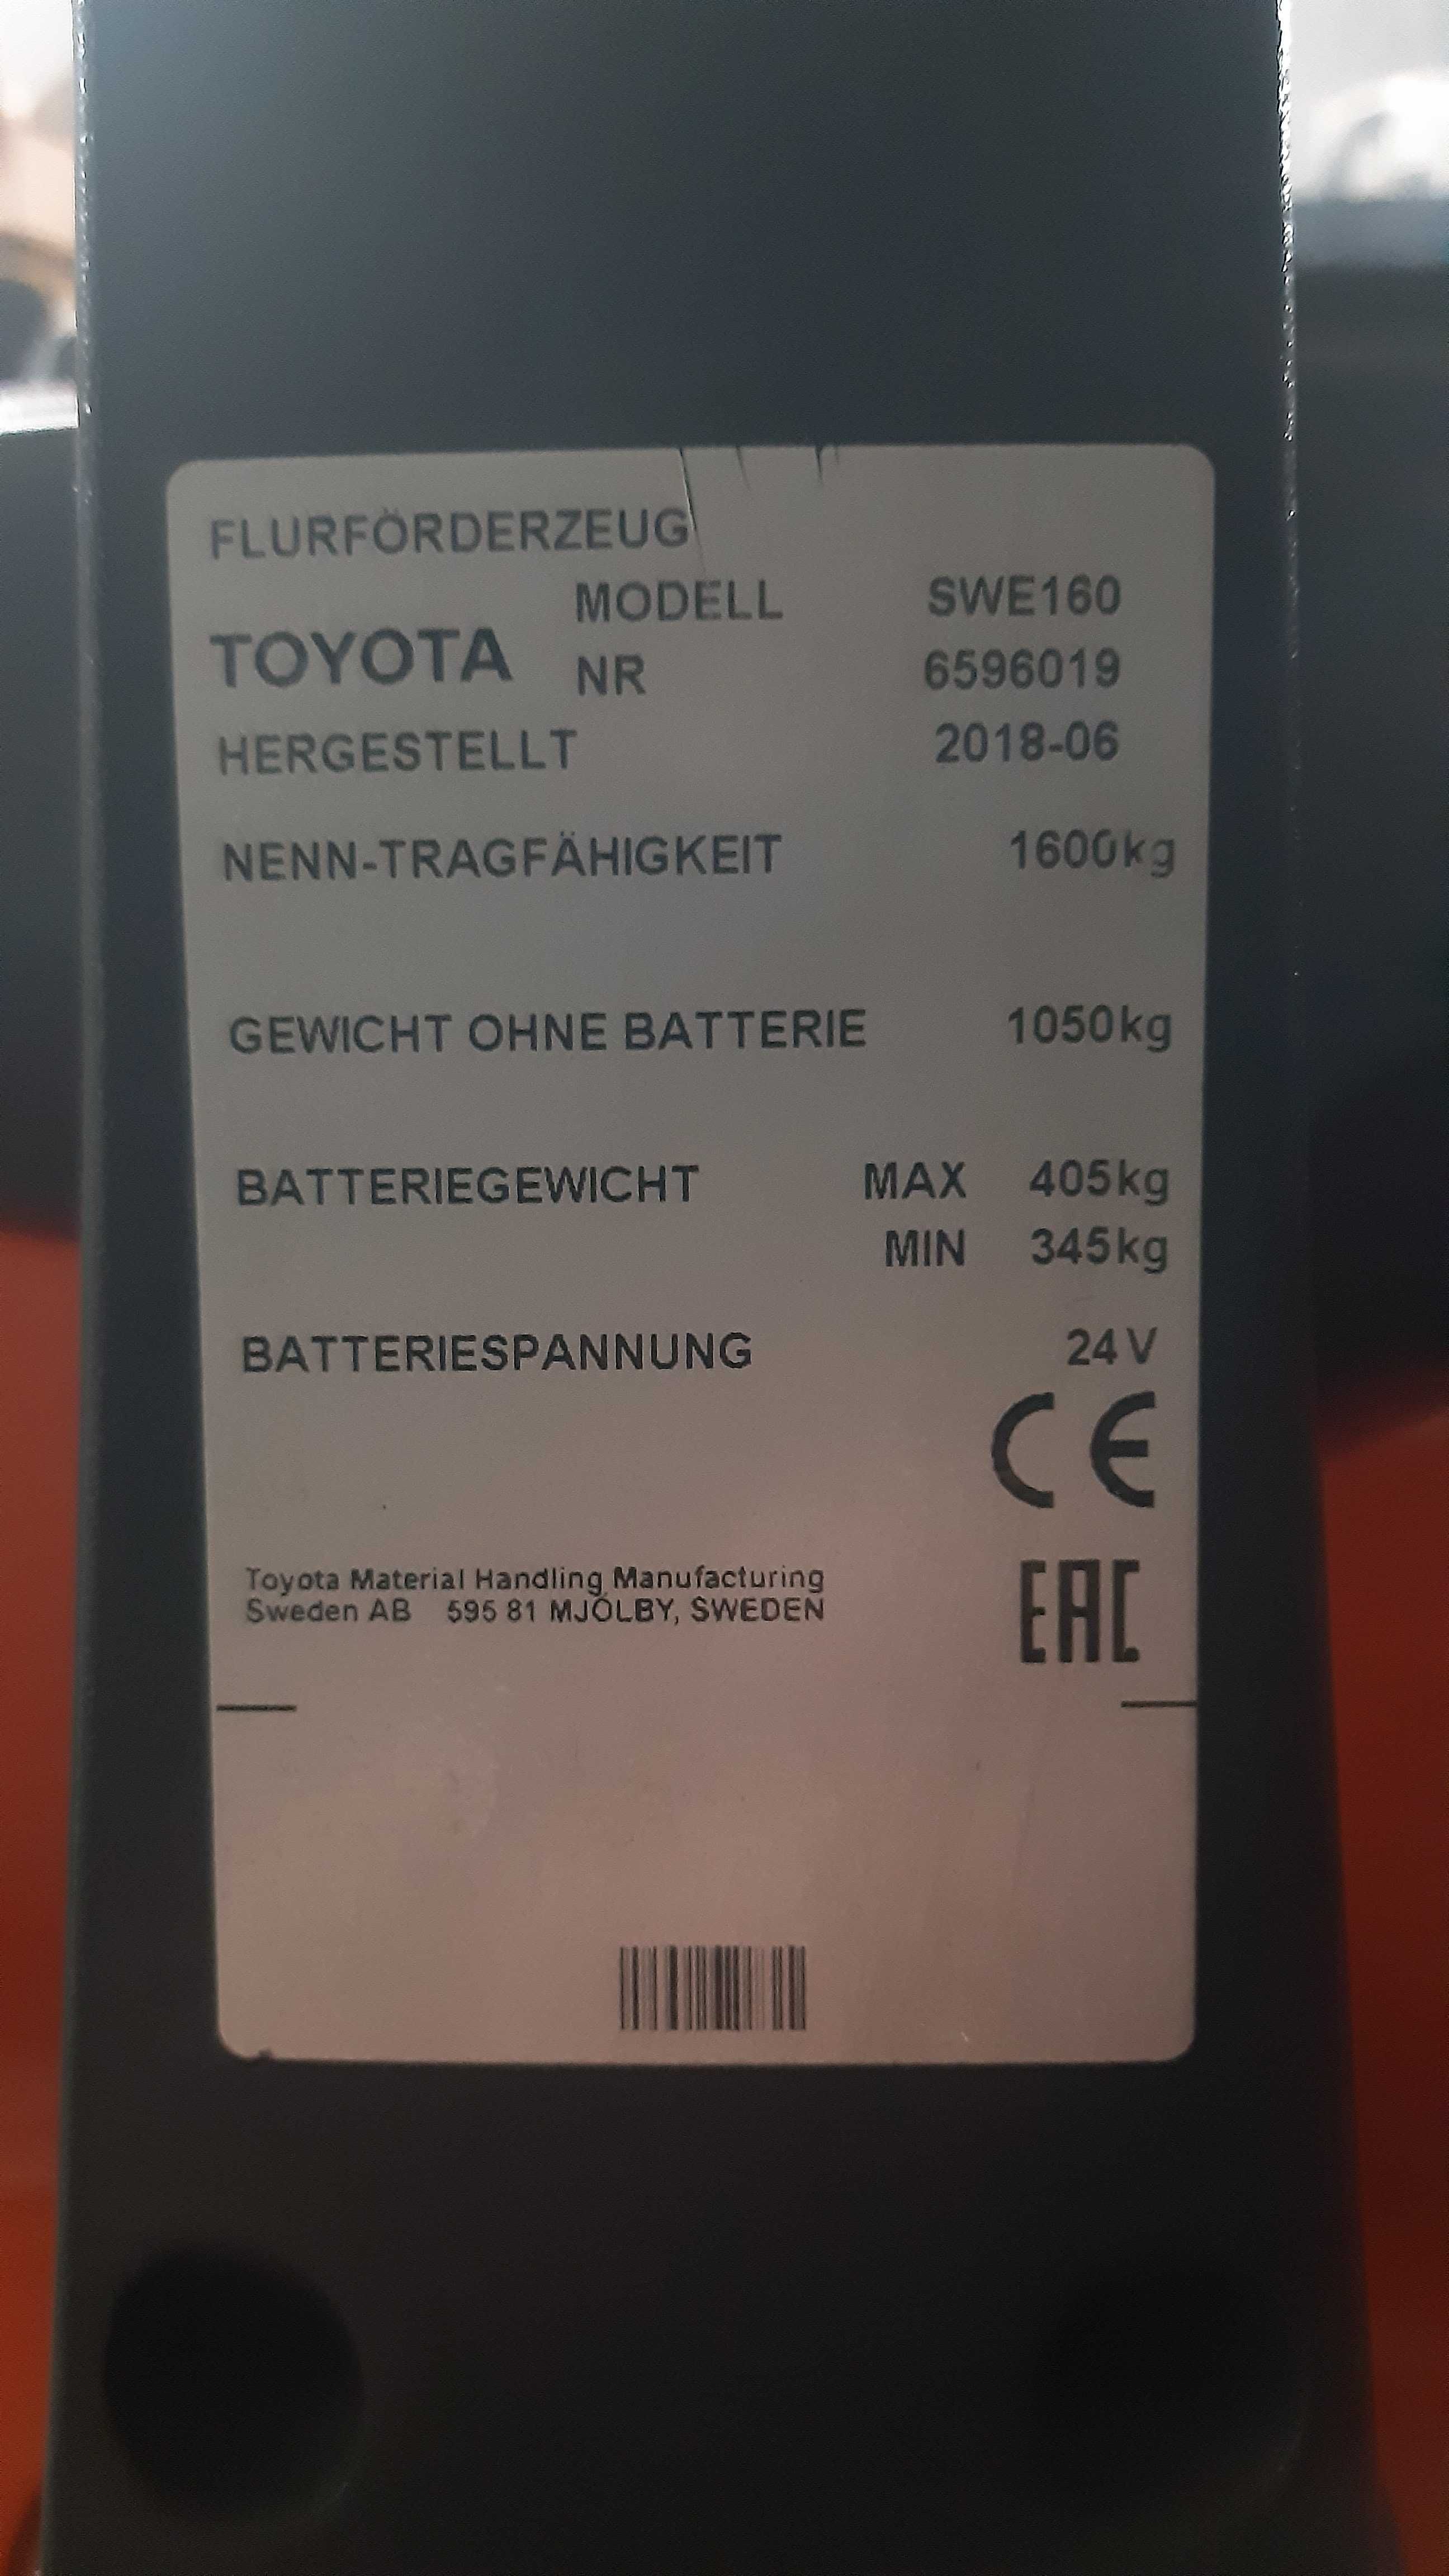 FLURFÖRDERZEUG
MODELL SWE160
TOYOTA NR 6596019
HERGESTELLT 2018-06
NENN-TRAGFÄHIGKEIT 1600kg
GEWICHT OHNE BATTERIE 1050kg
BATTERIEGEWICHT MAX 405kg
MIN 345kg
BATTERIESPANNUNG 24V
CE
Toyota Material Handling Manufacturing
Sweden AB 595 81 MJÖLBY, SWEDEN
EAC